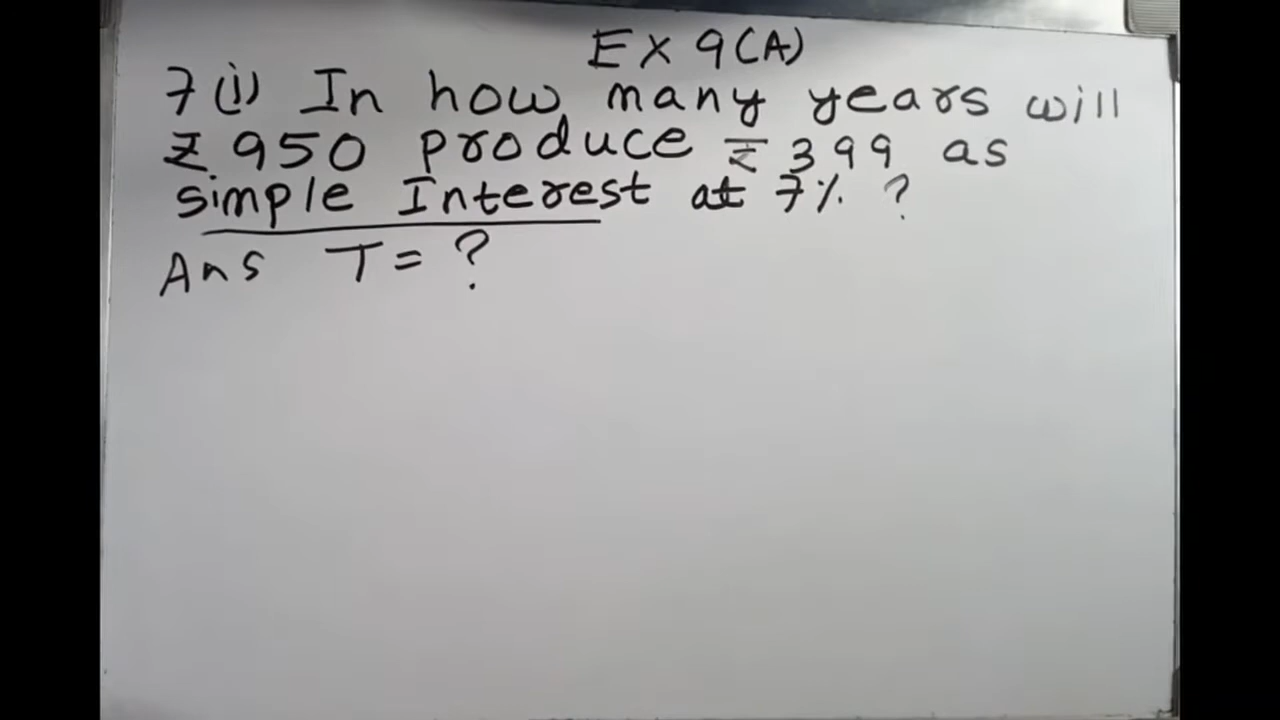 EX 9(A)
7(i) In how many years will
₹950 produce ₹399 as
simple Interest at 7% ?
Ans T = ?